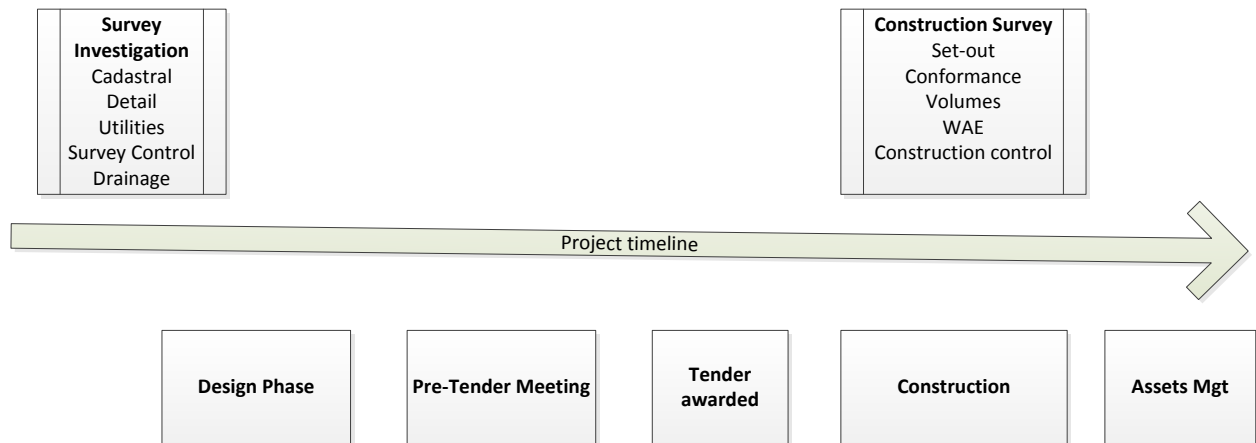 Survey
Investigation
Cadastral
Detail
Utilities
Survey Control
Drainage
Construction Survey
Set-out
Conformance
Volumes
WAE
Construction control
Project timeline
Design Phase
Pre-Tender Meeting
Tender
awarded
Construction
Assets Mgt